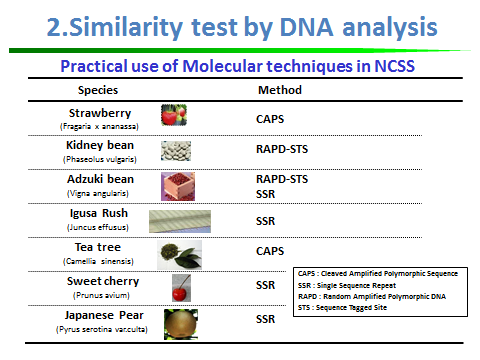 2.Similarity test by DNA analysis
Practical use of Molecular techniques in NCSS
Species Method
Strawberry
(Fragaria x ananassa)
CAPS
Kidney bean
(Phaseolus vulgaris)
RAPD-STS
Adzuki bean
(Vigna angularis)
RAPD-STS
SSR
Igusa Rush
(Juncus effusus)
SSR
Tea tree
(Camellia sinensis)
CAPS
Sweet cherry
(Prunus avium)
SSR
Japanese Pear
(Pyrus serotina var.culta)
SSR
CAPS : Cleaved Amplified Polymorphic Sequence
SSR : Single Sequence Repeat
RAPD : Random Amplified Polymorphic DNA
STS : Sequence Tagged Site